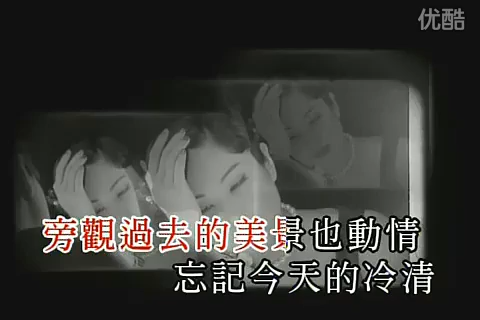 优酷
旁觀過去的美景也動情
忘記今天的冷清